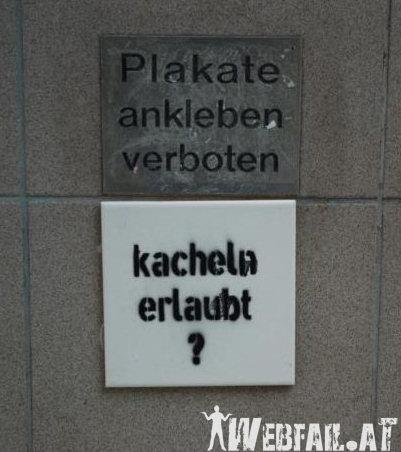 Plakate
ankleben
verboten
kacheln
erlaubt
?
WEBFAIL.AT